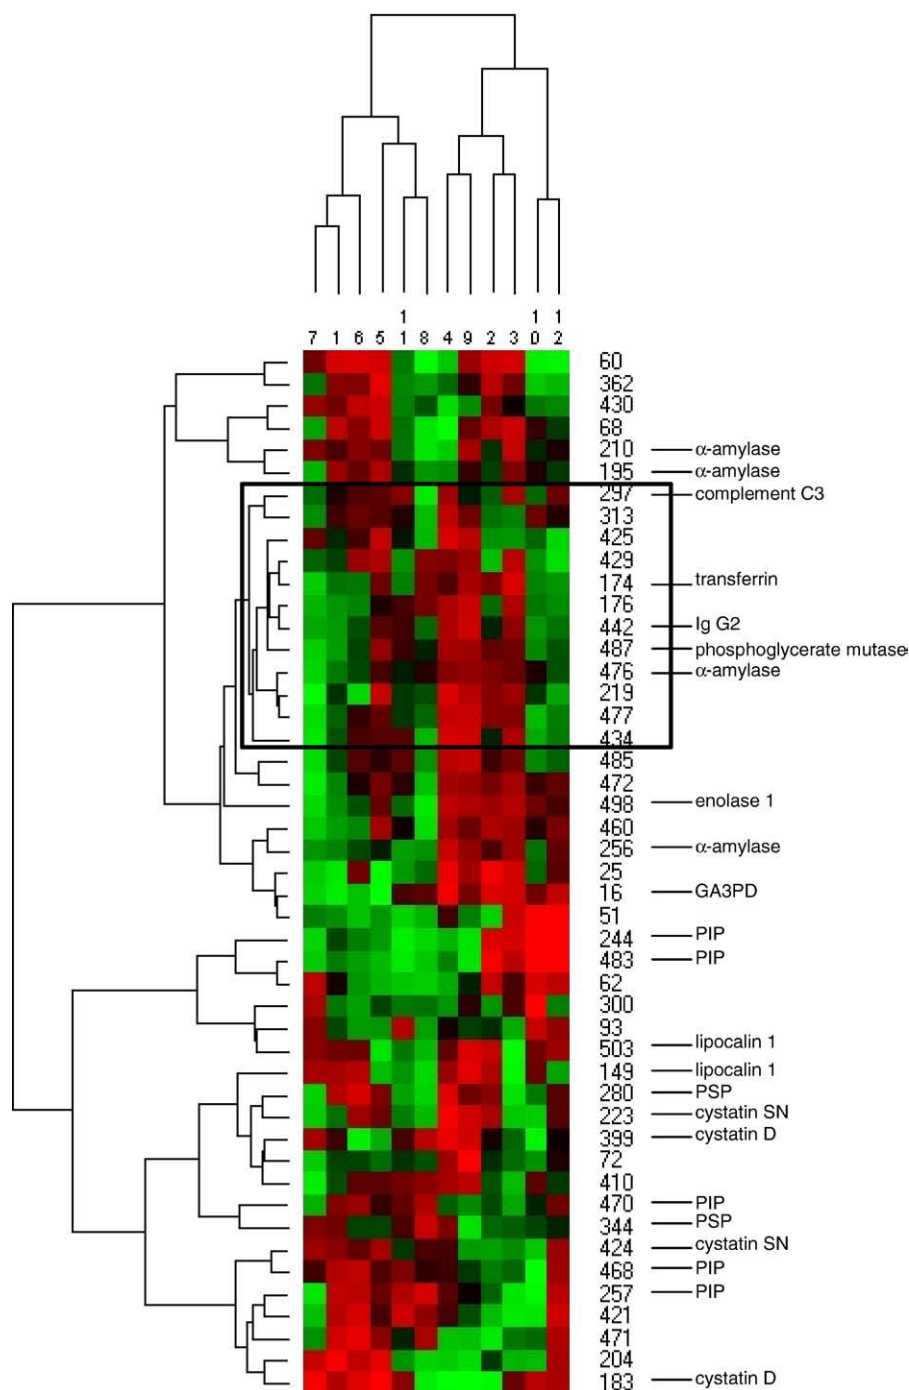 1 1 1
7 1 6 5 1 8 4 9 2 3 0 2
60
362
430
68
210 α-amylase
195 α-amylase
297 complement C3
313
425
429
174 transferrin
176
442 Ig G2
487 phosphoglycerate mutase
476 α-amylase
219
477
434
485
472
498 enolase 1
460
256 α-amylase
25
16 GA3PD
51
244 PIP
483 PIP
62
300
93
503 lipocalin 1
149 lipocalin 1
280 PSP
223 cystatin SN
399 cystatin D
72
410
470 PIP
344 PSP
424 cystatin SN
468 PIP
257 PIP
421
471
204
183 cystatin D